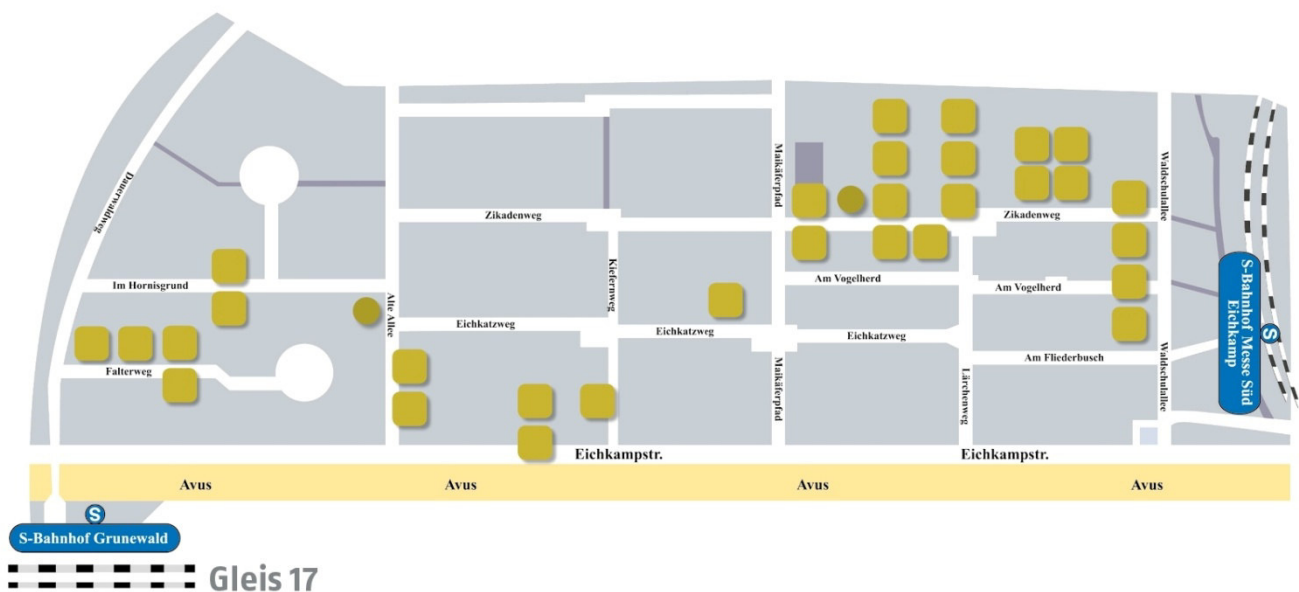 Dauerwaldweg
Maikäferpfad
Waldschulallee
Zikadenweg
Zikadenweg
Im Hornisgrund
Alte Allee
Kiefernweg
Am Vogelherd
Am Vogelherd
S-Bahnhof Messe Süd
Eichkamp
S
Eichkatzweg
Eichkatzweg
Eichkatzweg
Am Fliederbusch
Falterweg
Maikäferpfad
Lärchenweg
Waldschulallee
Eichkampstr.
Eichkampstr.
Avus
Avus
Avus
Avus
S
S-Bahnhof Grunewald
Gleis 17